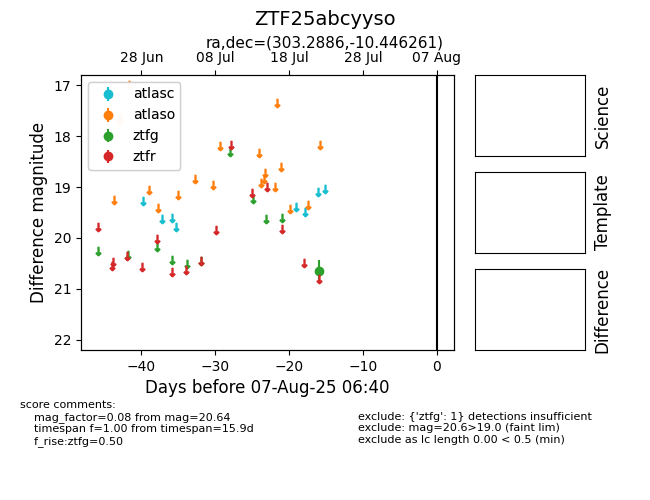 ZTF25abcyyso
ra,dec=(303.2886,-10.446261)
28 Jun 08 Jul 18 Jul 28 Jul 07 Aug
atlasc
atlaso
ztfg
ztfr
17
18
19
20
21
22
Difference magnitude
−40 −30 −20 −10 0
Days before 07-Aug-25 06:40
Science
Template
Difference
score comments:
mag_factor=0.08 from mag=20.64
timespan f=1.00 from timespan=15.9d
f_rise:ztfg=0.50
exclude: {'ztfg': 1} detections insufficient
exclude: mag=20.6>19.0 (faint lim)
exclude as lc length 0.00 < 0.5 (min)